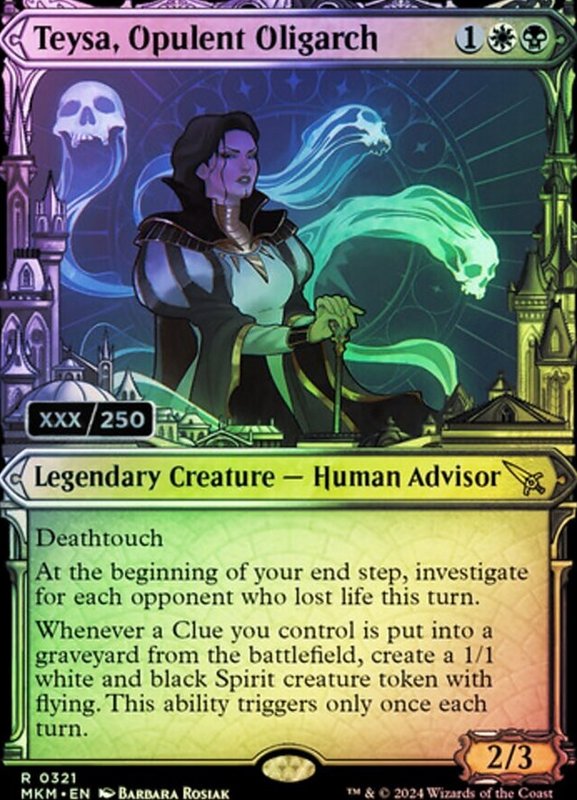 Teysa, Opulent Oligarch 1
XXX/250
Legendary Creature — Human Advisor
Deathtouch
At the beginning of your end step, investigate
for each opponent who lost life this turn.
Whenever a Clue you control is put into a
graveyard from the battlefield, create a 1/1
white and black Spirit creature token with
flying. This ability triggers only once each
turn.
2/3
R 0321
MKM • EN Barbara Rosiak
™ & © 2024 Wizards of the Coast